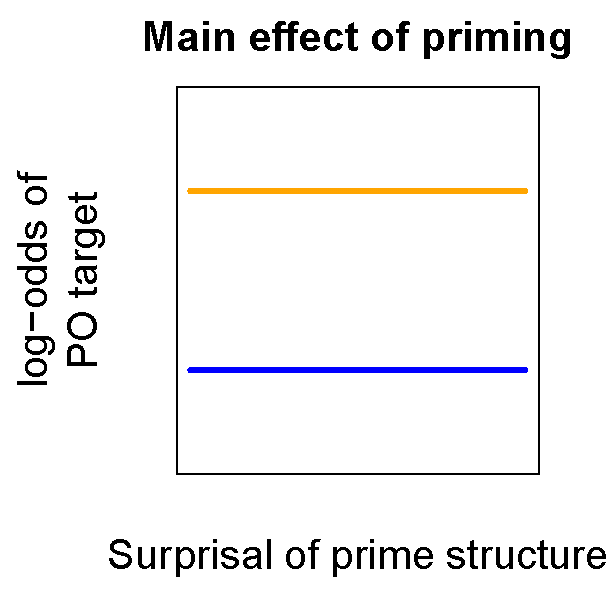 Main effect of priming
log−odds of
PO target
Surprisal of prime structure